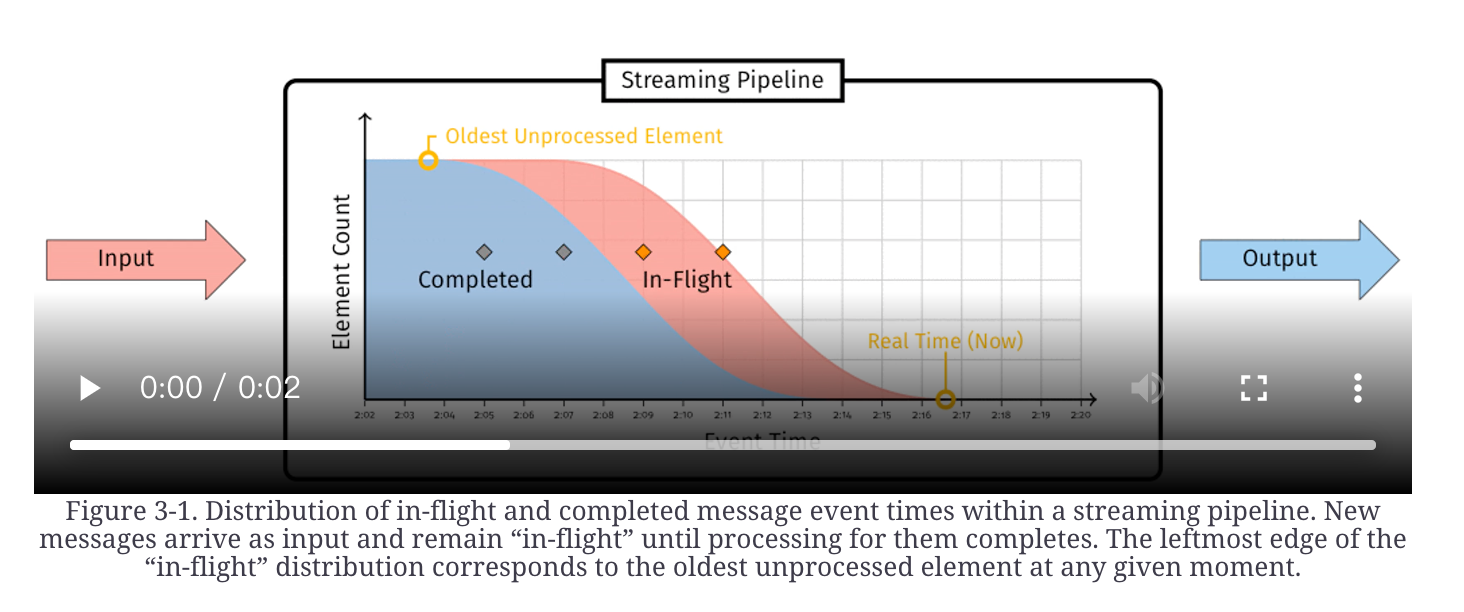 Streaming Pipeline
Oldest Unprocessed Element
Input
Element Count
Completed
In-Flight
Output
Real Time (Now)
0:00 / 0:02
2:02 2:03 2:04 2:05 2:06 2:07 2:08 2:09 2:10 2:11 2:12 2:13 2:14 2:15 2:16 2:17 2:18 2:19 2:20
Event Time
Figure 3-1. Distribution of in-flight and completed message event times within a streaming pipeline. New
messages arrive as input and remain “in-flight” until processing for them completes. The leftmost edge of the
“in-flight” distribution corresponds to the oldest unprocessed element at any given moment.